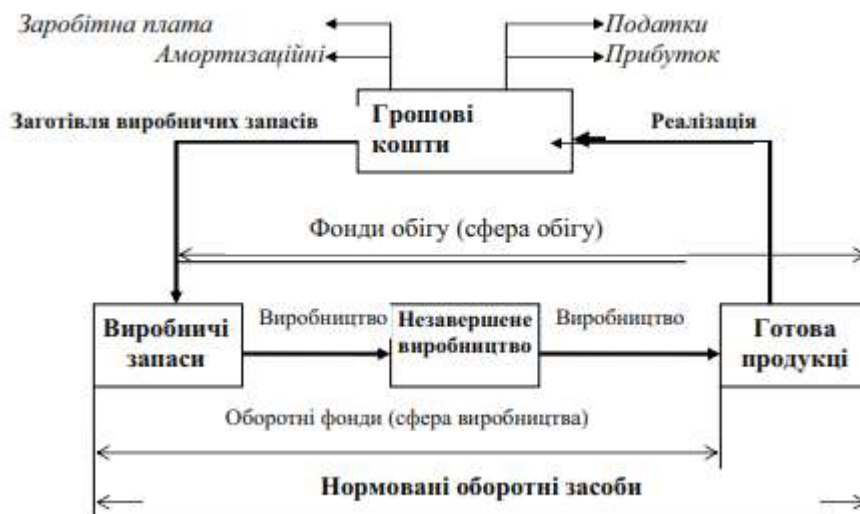 Заробітна плата
Податки
Амортизаційні
Прибуток
Заготівля виробничих запасів
Грошові
кошти
Реалізація
Фонди обігу (сфера обігу)
Виробничі
запаси
Виробництво
Незавершене
виробництво
Виробництво
Готова
продукці
Оборотні фонди (сфера виробництва)
Нормовані оборотні засоби